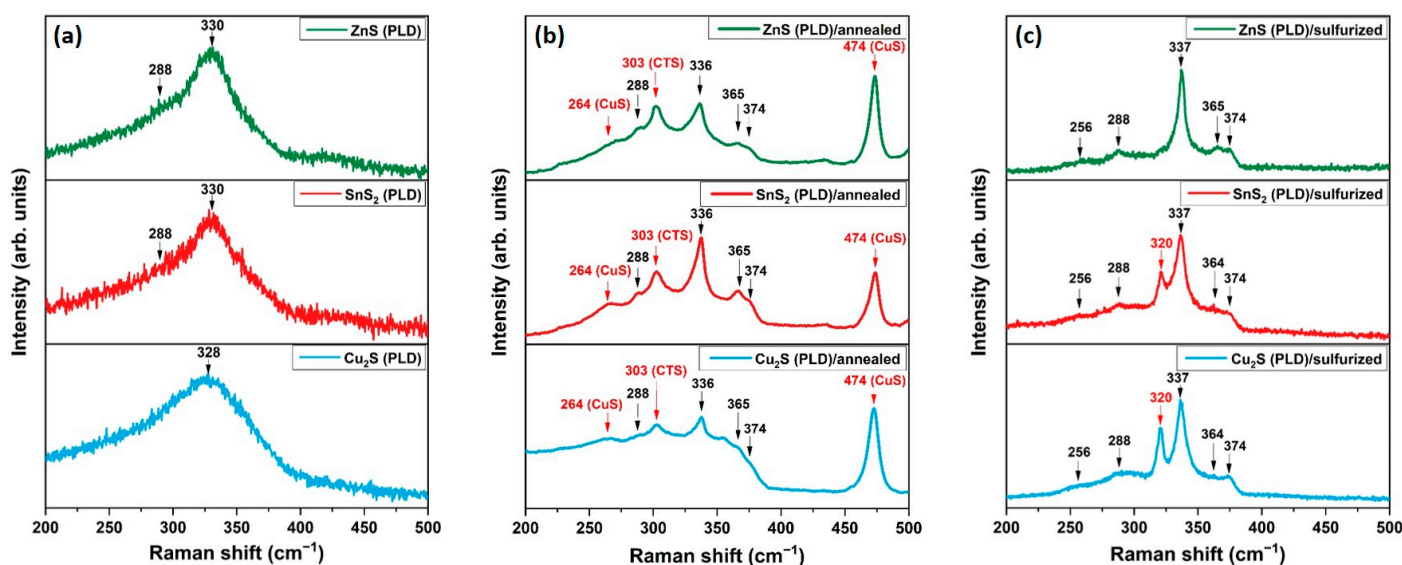 (a)
ZnS (PLD)
330
288
SnS₂ (PLD)
330
288
Cu₂S (PLD)
328
Intensity (arb. units)
200 250 300 350 400 450 500
Raman shift (cm⁻¹)
(b)
ZnS (PLD)/annealed
474 (CuS)
303 (CTS)
336
288
365
374
264 (CuS)
SnS₂ (PLD)/annealed
336
474 (CuS)
303 (CTS)
288
365
374
264 (CuS)
Cu₂S (PLD)/annealed
474 (CuS)
303 (CTS)
336
288
365
374
264 (CuS)
Intensity (arb. units)
200 250 300 350 400 450 500
Raman shift (cm⁻¹)
(c)
ZnS (PLD)/sulfurized
337
365
374
256
288
SnS₂ (PLD)/sulfurized
337
320
364
374
256
288
Cu₂S (PLD)/sulfurized
337
320
364
374
256
288
Intensity (arb. units)
200 250 300 350 400 450 500
Raman shift (cm⁻¹)